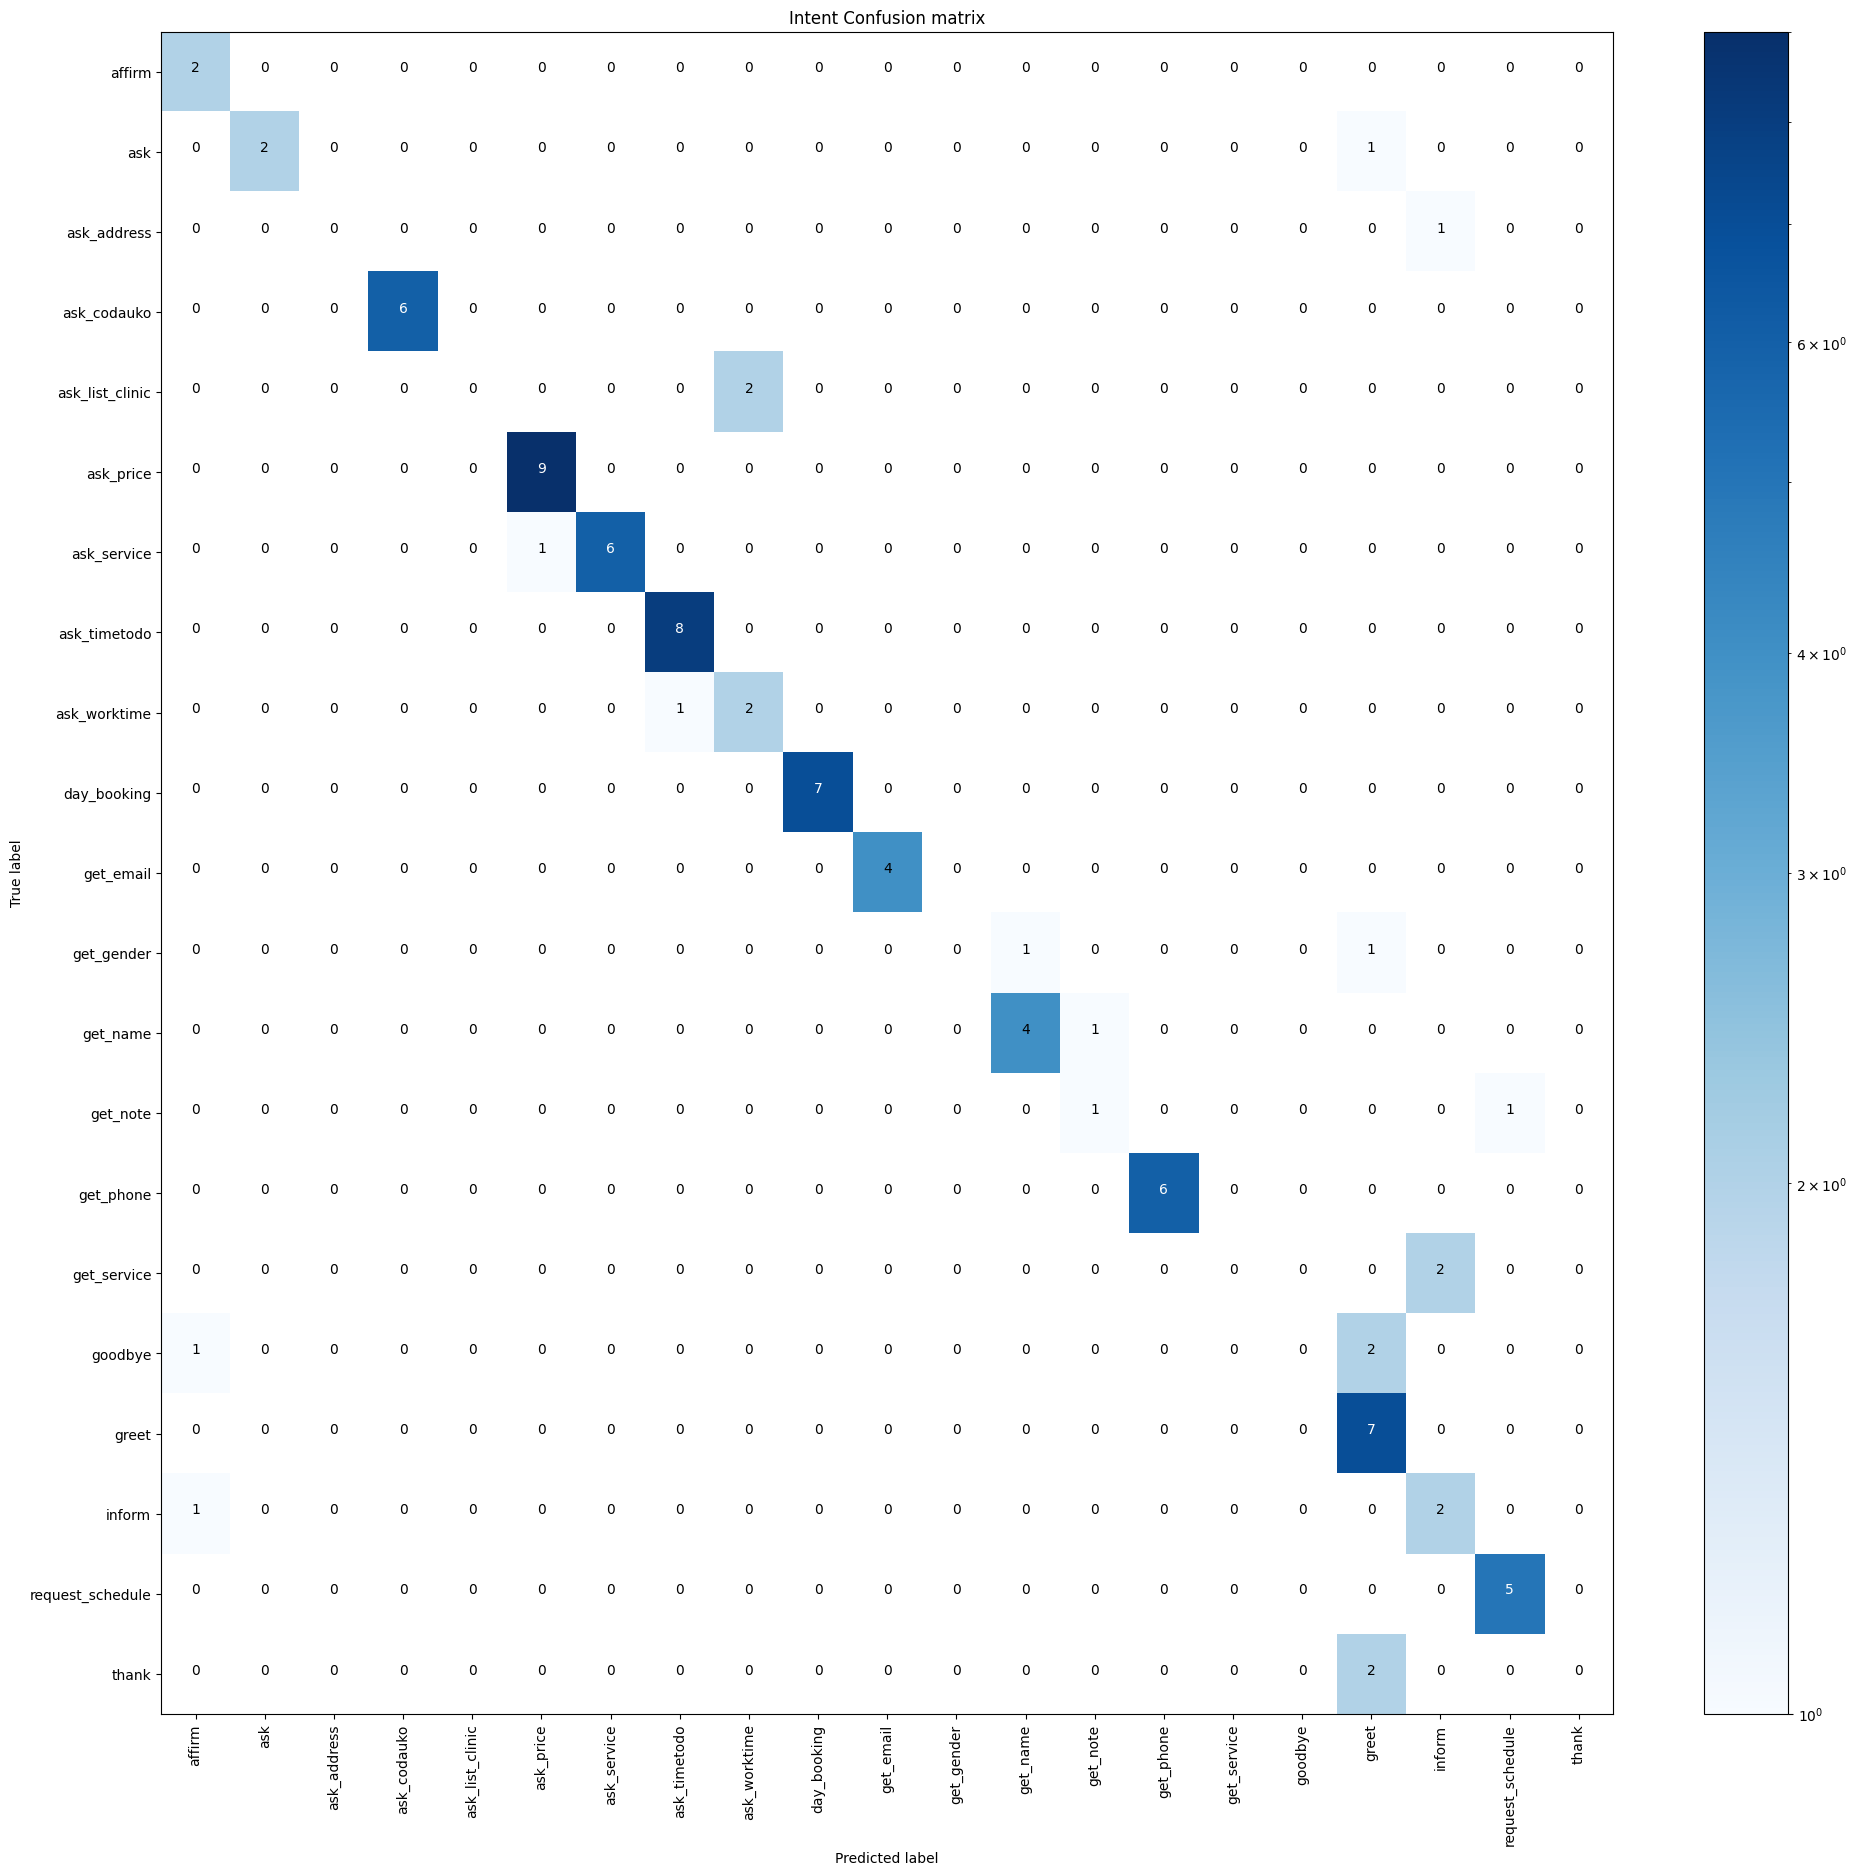 Intent Confusion matrix
affirm 2 0 0 0 0 0 0 0 0 0 0 0 0 0 0 0 0 0 0 0 0
ask 0 2 0 0 0 0 0 0 0 0 0 0 0 0 0 0 0 1 0 0 0
ask_address 0 0 0 0 0 0 0 0 0 0 0 0 0 0 0 0 0 0 1 0 0
ask_codauko 0 0 0 6 0 0 0 0 0 0 0 0 0 0 0 0 0 0 0 0 0
6 × 10⁰
ask_list_clinic 0 0 0 0 0 0 0 0 2 0 0 0 0 0 0 0 0 0 0 0 0
ask_price 0 0 0 0 0 9 0 0 0 0 0 0 0 0 0 0 0 0 0 0 0
ask_service 0 0 0 0 0 1 6 0 0 0 0 0 0 0 0 0 0 0 0 0 0
ask_timetodo 0 0 0 0 0 0 0 8 0 0 0 0 0 0 0 0 0 0 0 0 0
4 × 10⁰
ask_worktime 0 0 0 0 0 0 0 1 2 0 0 0 0 0 0 0 0 0 0 0 0
day_booking 0 0 0 0 0 0 0 0 0 7 0 0 0 0 0 0 0 0 0 0 0
True label
get_email 0 0 0 0 0 0 0 0 0 0 4 0 0 0 0 0 0 0 0 0 0
3 × 10⁰
get_gender 0 0 0 0 0 0 0 0 0 0 0 0 1 0 0 0 0 1 0 0 0
get_name 0 0 0 0 0 0 0 0 0 0 0 0 4 1 0 0 0 0 0 0 0
get_note 0 0 0 0 0 0 0 0 0 0 0 0 0 1 0 0 0 0 0 1 0
get_phone 0 0 0 0 0 0 0 0 0 0 0 0 0 0 6 0 0 0 0 0 0
2 × 10⁰
get_service 0 0 0 0 0 0 0 0 0 0 0 0 0 0 0 0 0 0 2 0 0
goodbye 1 0 0 0 0 0 0 0 0 0 0 0 0 0 0 0 0 2 0 0 0
greet 0 0 0 0 0 0 0 0 0 0 0 0 0 0 0 0 0 7 0 0 0
inform 1 0 0 0 0 0 0 0 0 0 0 0 0 0 0 0 0 0 2 0 0
request_schedule 0 0 0 0 0 0 0 0 0 0 0 0 0 0 0 0 0 0 0 5 0
thank 0 0 0 0 0 0 0 0 0 0 0 0 0 0 0 0 0 2 0 0 0
10⁰
affirm
ask
ask_address
ask_codauko
ask_list_clinic
ask_price
ask_service
ask_timetodo
ask_worktime
day_booking
get_email
get_gender
get_name
get_note
get_phone
get_service
goodbye
greet
inform
request_schedule
thank
Predicted label